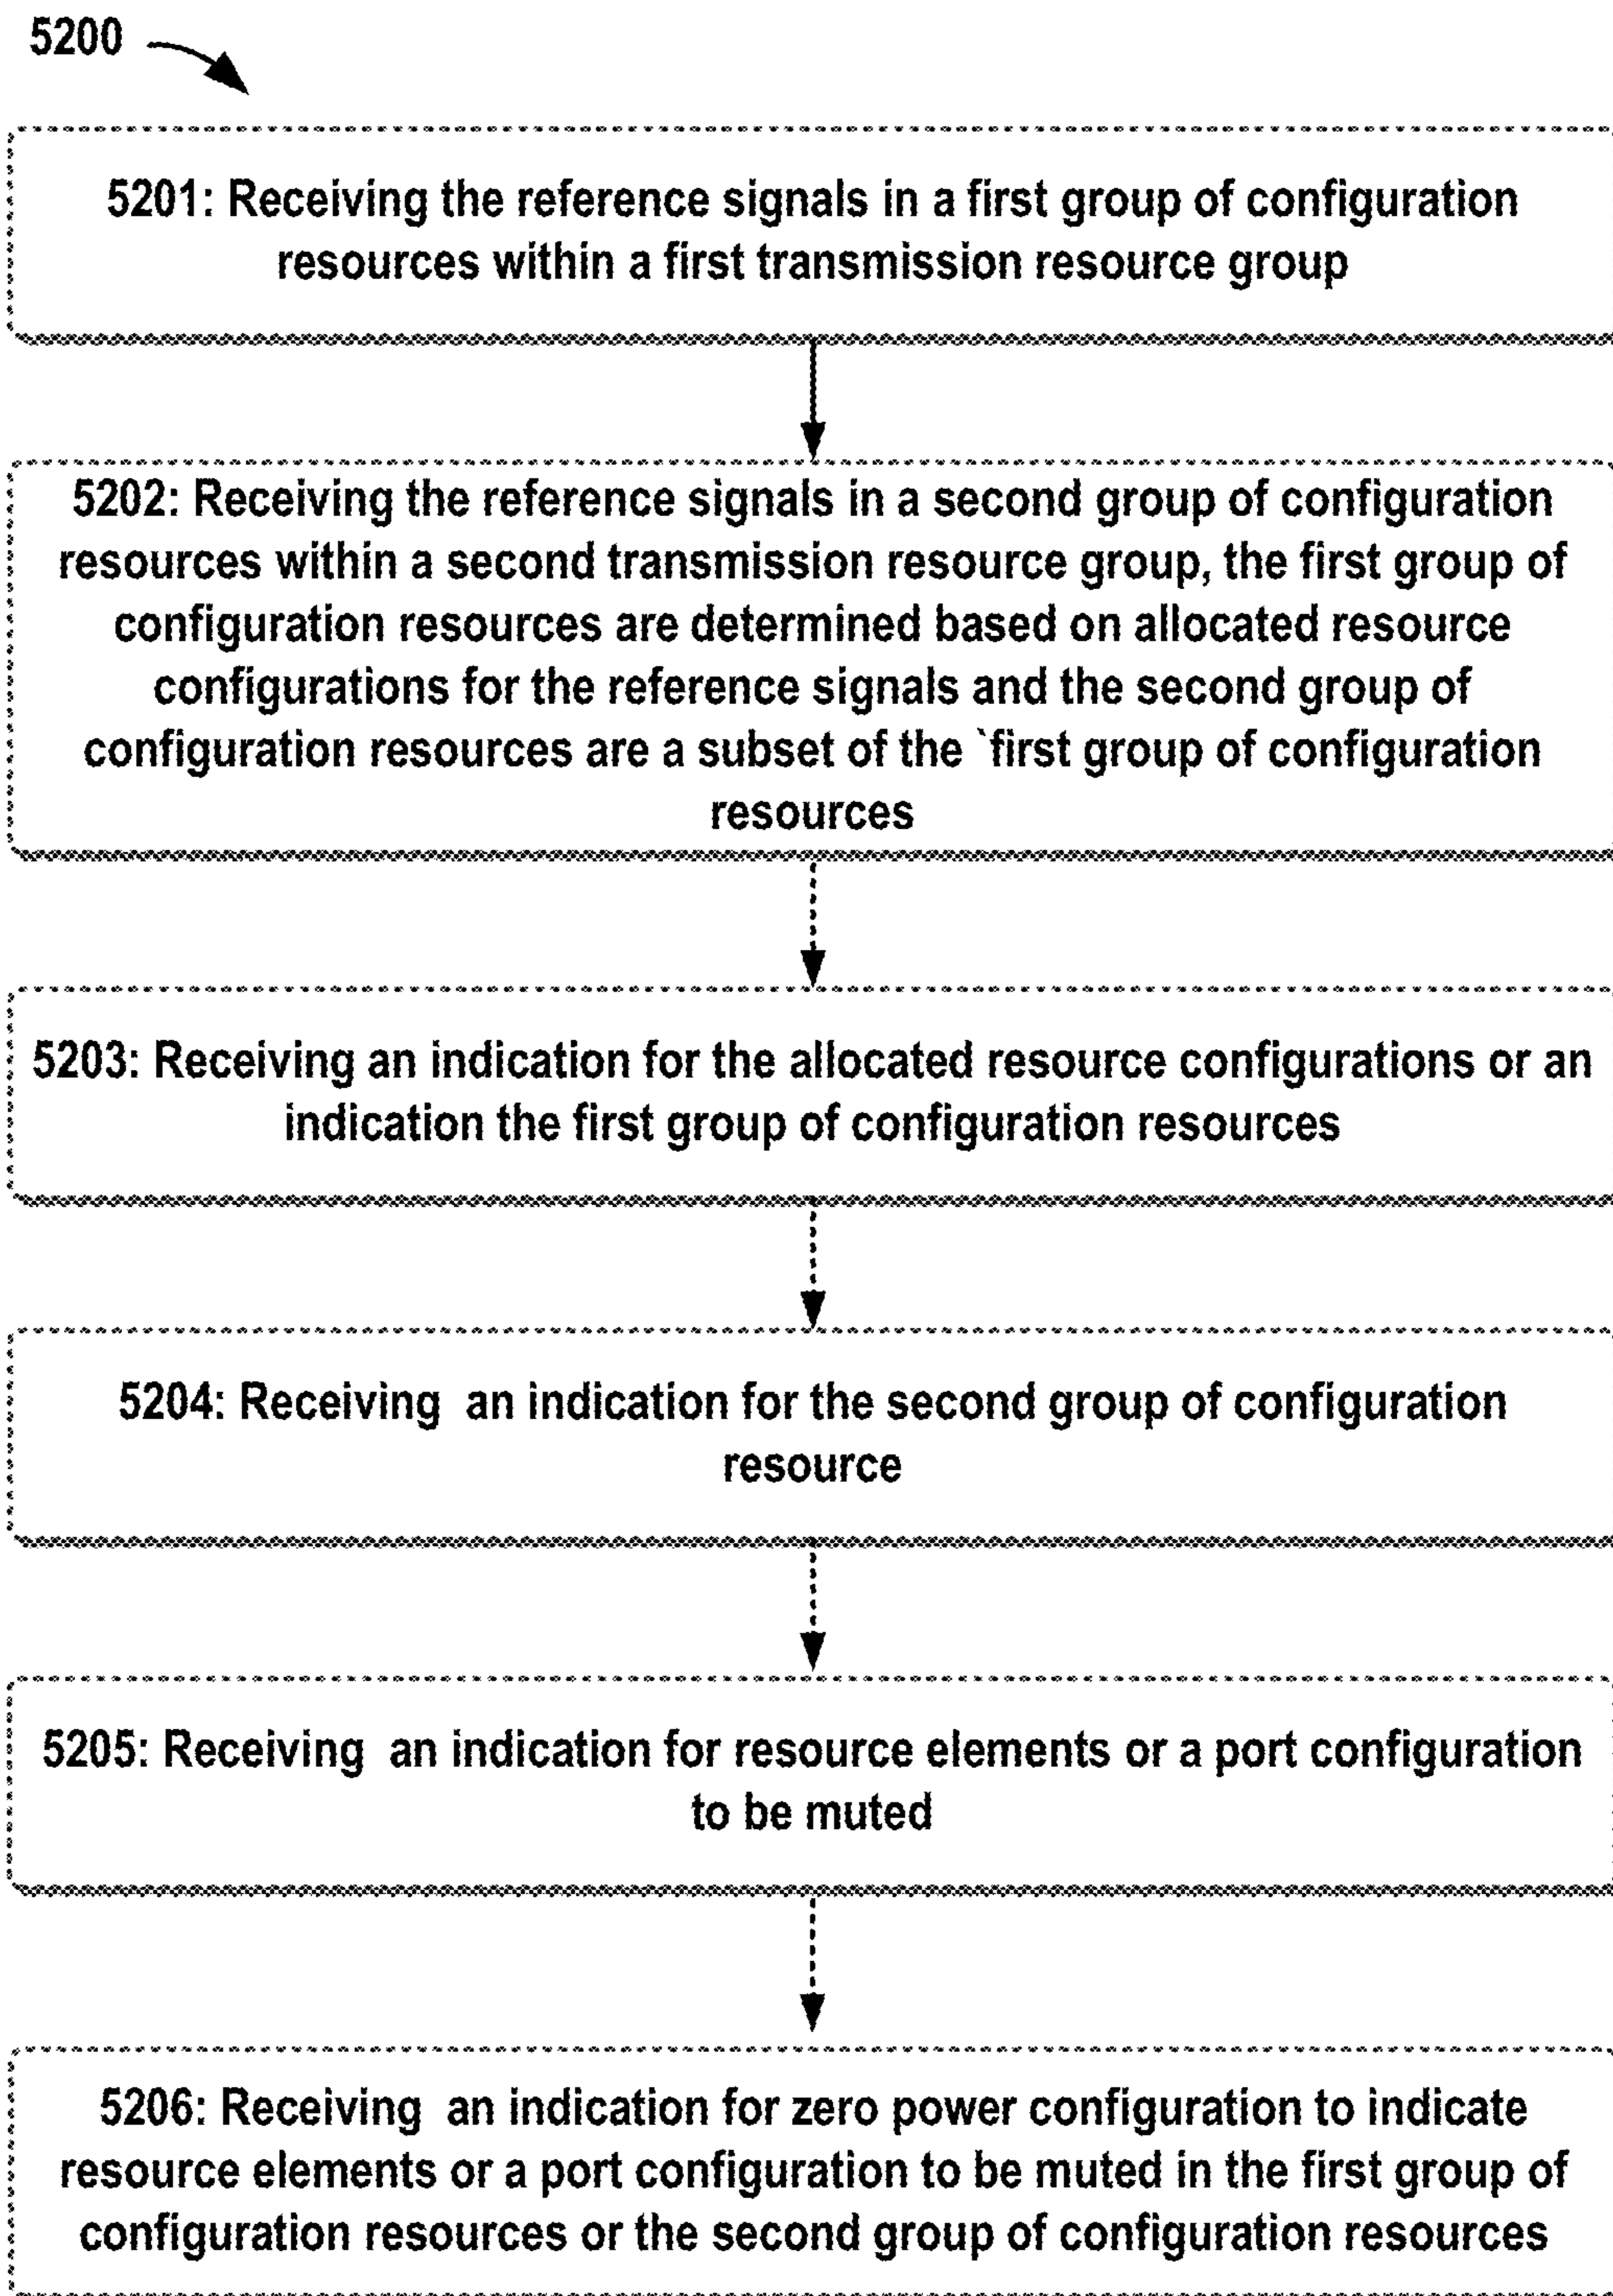 5200
5201: Receiving the reference signals in a first group of configuration
resources within a first transmission resource group
5202: Receiving the reference signals in a second group of configuration
resources within a second transmission resource group, the first group of
configuration resources are determined based on allocated resource
configurations for the reference signals and the second group of
configuration resources are a subset of the `first group of configuration
resources
5203: Receiving an indication for the allocated resource configurations or an
indication the first group of configuration resources
5204: Receiving  an indication for the second group of configuration
resource
5205: Receiving  an indication for resource elements or a port configuration
to be muted
5206: Receiving  an indication for zero power configuration to indicate
resource elements or a port configuration to be muted in the first group of
configuration resources or the second group of configuration resources